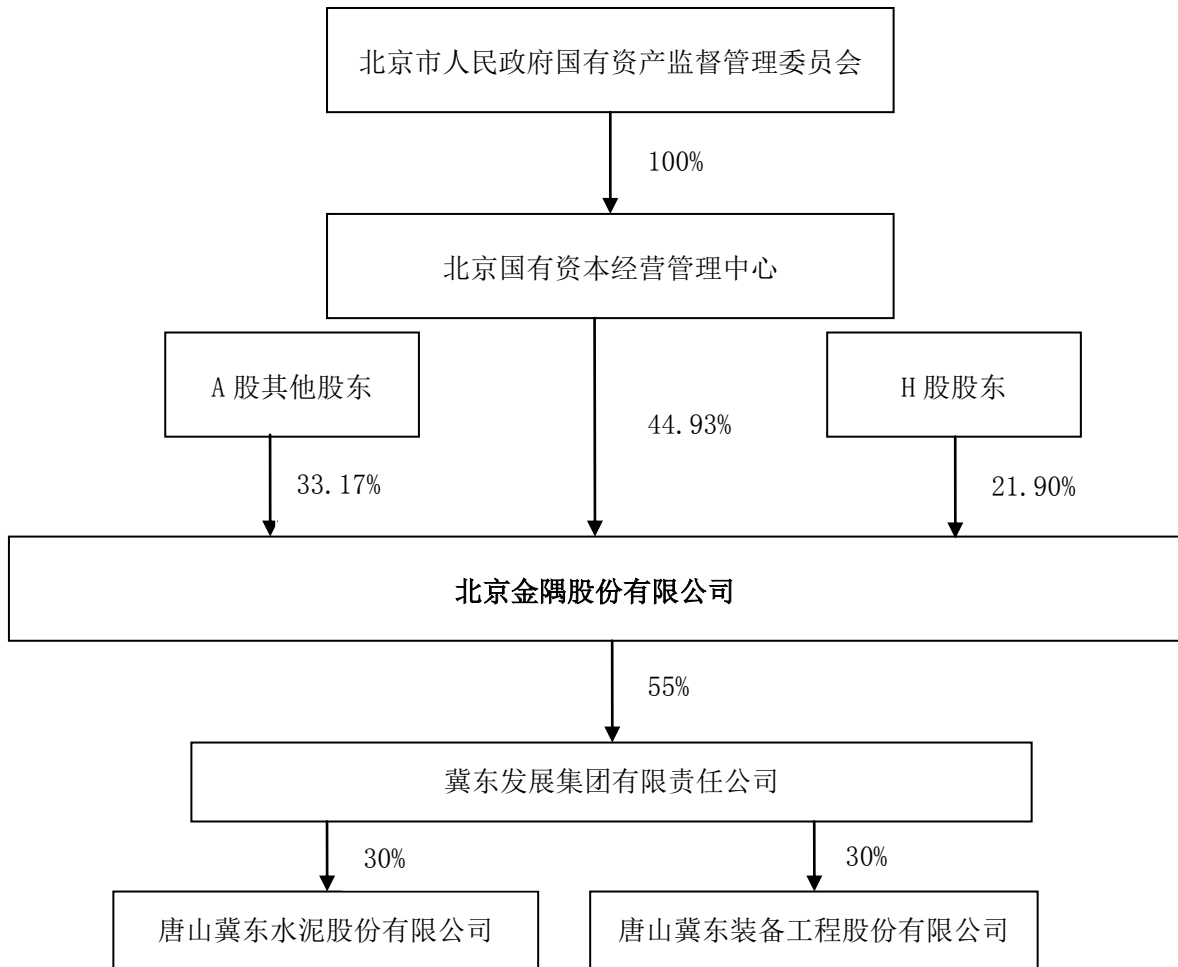 北京市人民政府国有资产监督管理委员会
100%
北京国有资本经营管理中心
A 股其他股东
H 股股东
44.93%
33.17%
21.90%
北京金隅股份有限公司
55%
冀东发展集团有限责任公司
30%
30%
唐山冀东水泥股份有限公司
唐山冀东装备工程股份有限公司